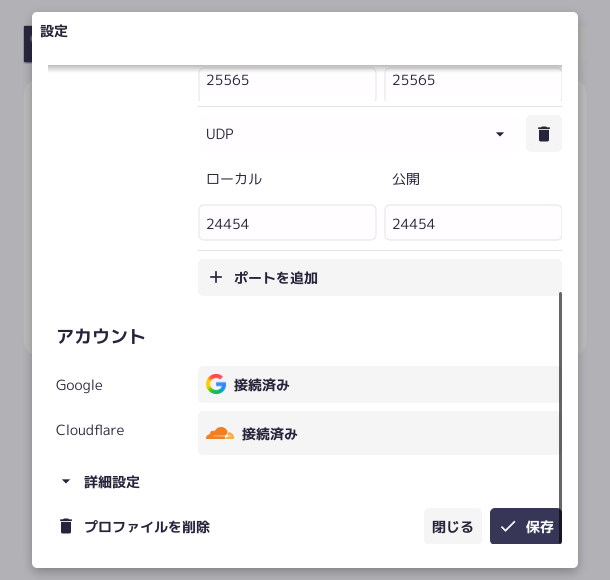 設定
25565 25565
UDP
ローカル 公開
24454 24454
ポートを追加
アカウント
Google 接続済み
Cloudflare 接続済み
詳細設定
プロファイルを削除 閉じる 保存